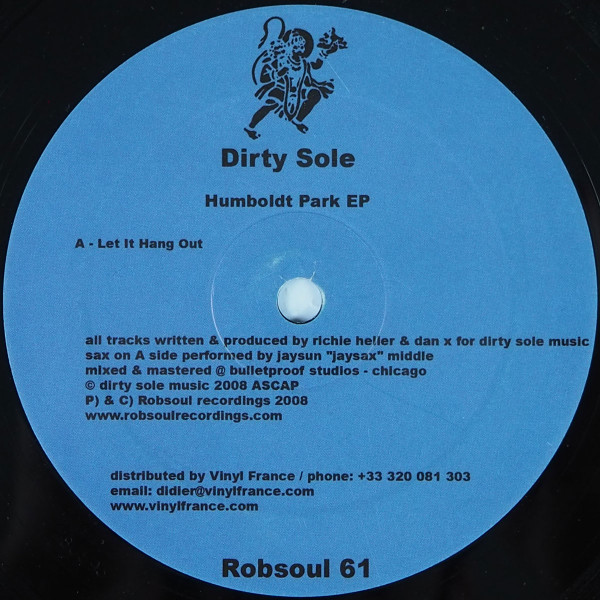 Dirty Sole
Humboldt Park EP
A - Let It Hang Out
all tracks written & produced by richie heller & dan x for dirty sole music
sax on A side performed by jaysun "jaysax" middle
mixed & mastered @ bulletproof studios - chicago
© dirty sole music 2008 ASCAP
P) & C) Robsoul recordings 2008
www.robsoulrecordings.com
distributed by Vinyl France / phone: +33 320 081 303
email: didier@vinylfrance.com
www.vinylfrance.com
Robsoul 61